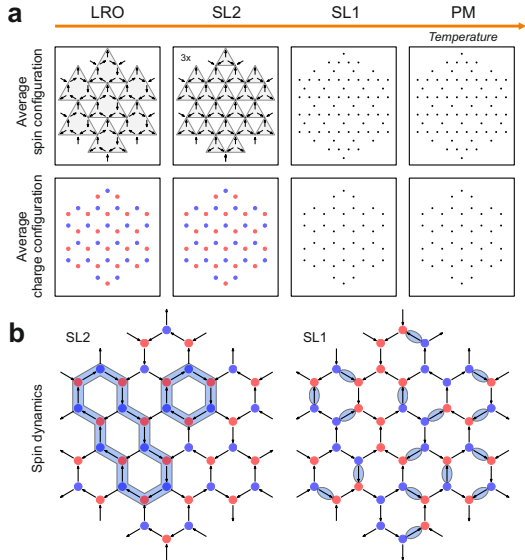 a
LRO SL2 SL1 PM
Temperature
Average
spin configuration
3x
Average
charge configuration
b
SL2 SL1
Spin dynamics